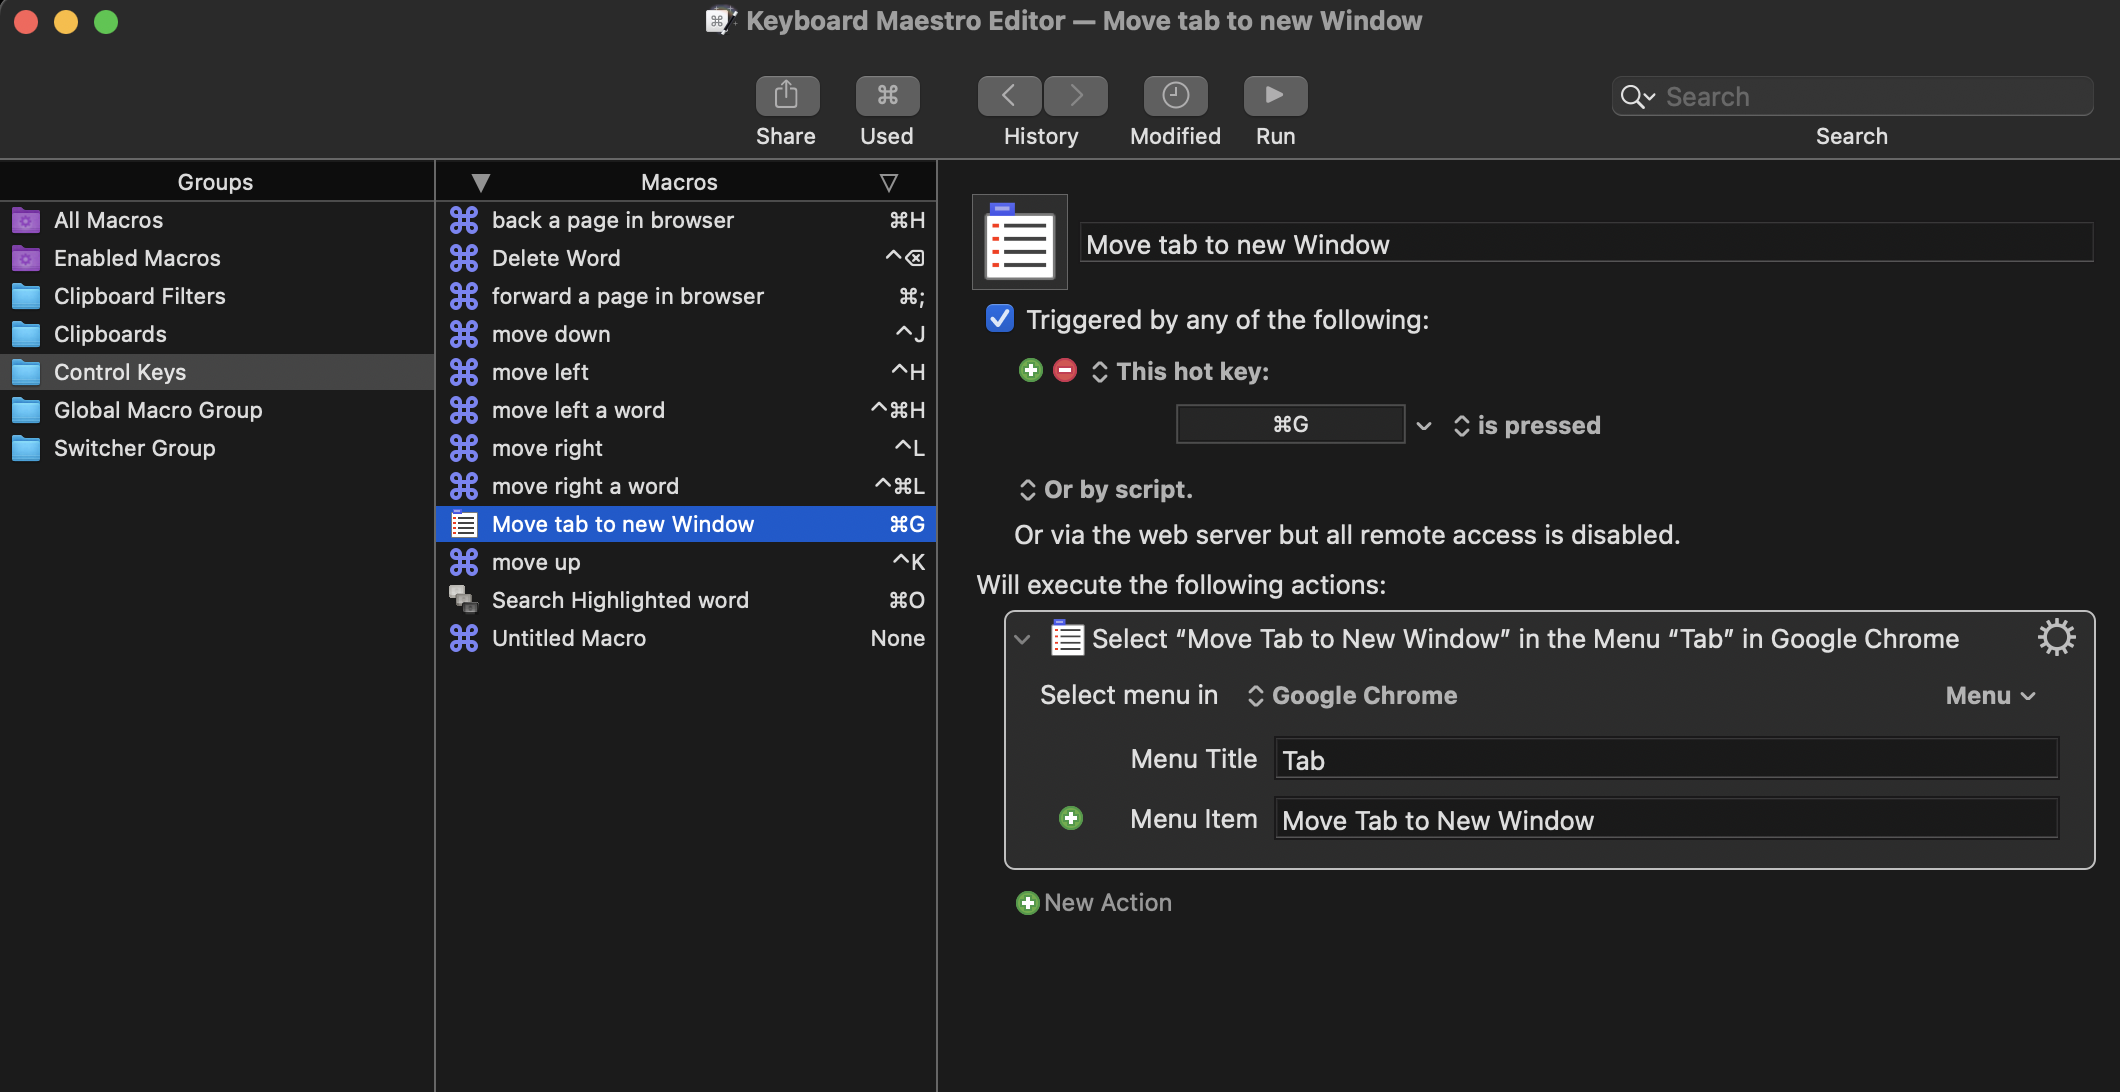 Keyboard Maestro Editor — Move tab to new Window
Share
Used
History
Modified
Run
Search
Search
Groups
All Macros
Enabled Macros
Clipboard Filters
Clipboards
Control Keys
Global Macro Group
Switcher Group
Macros
back a page in browser ⌘H
Delete Word ^⌫
forward a page in browser ⌘;
move down ^J
move left ^H
move left a word ^⌘H
move right ^L
move right a word ^⌘L
Move tab to new Window ⌘G
move up ^K
Search Highlighted word ⌘O
Untitled Macro None
Move tab to new Window
Triggered by any of the following:
This hot key:
⌘G is pressed
Or by script.
Or via the web server but all remote access is disabled.
Will execute the following actions:
Select “Move Tab to New Window” in the Menu “Tab” in Google Chrome
Select menu in Google Chrome Menu
Menu Title Tab
Menu Item Move Tab to New Window
New Action